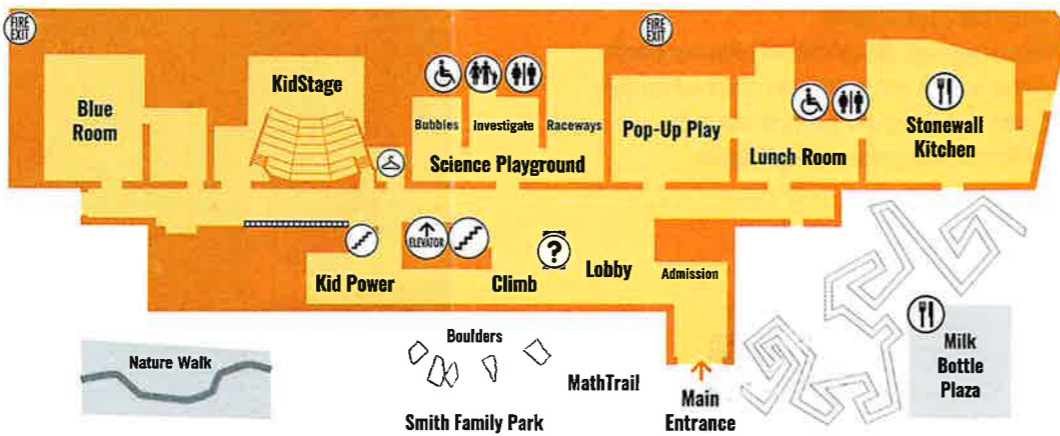 FIRE
EXIT
FIRE
EXIT
KidStage
Blue
Room
Bubbles
Investigate
Raceways
Pop-Up Play
Stonewall
Kitchen
Science Playground
Lunch Room
ELEVATOR
?
Kid Power
Climb
Lobby
Admission
Boulders
Nature Walk
MathTrail
Main
Entrance
Milk
Bottle
Plaza
Smith Family Park